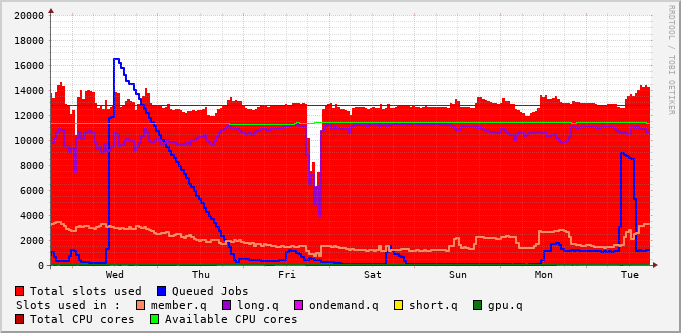 20000
18000
16000
14000
12000
10000
8000
6000
4000
2000
0
Wed Thu Fri Sat Sun Mon Tue
RRDTOOL / TOBI OETIKER
Total slots used Queued Jobs
Slots used in : member.q long.q ondemand.q short.q gpu.q
Total CPU cores Available CPU cores